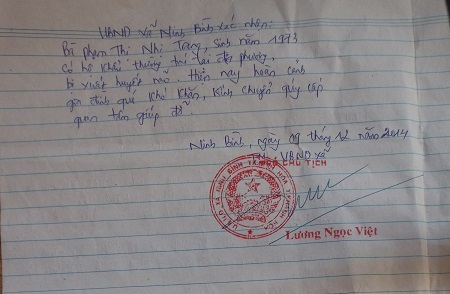 UBND xã Ninh Bình xác nhận:
Bà Phạm Thị Nhi Tang, sinh năm 1973
Có hộ khẩu thường trú tại địa phương.
bị xuất huyết não. Hiện nay hoàn cảnh
gia đình quá khó khăn, Kính chuyển quý cấp
quan tâm giúp đỡ.
Ninh Bình, ngày 09 tháng 12 năm 2014
TM UBND xã
PHÓ CHỦ TỊCH
Lương Ngọc Việt